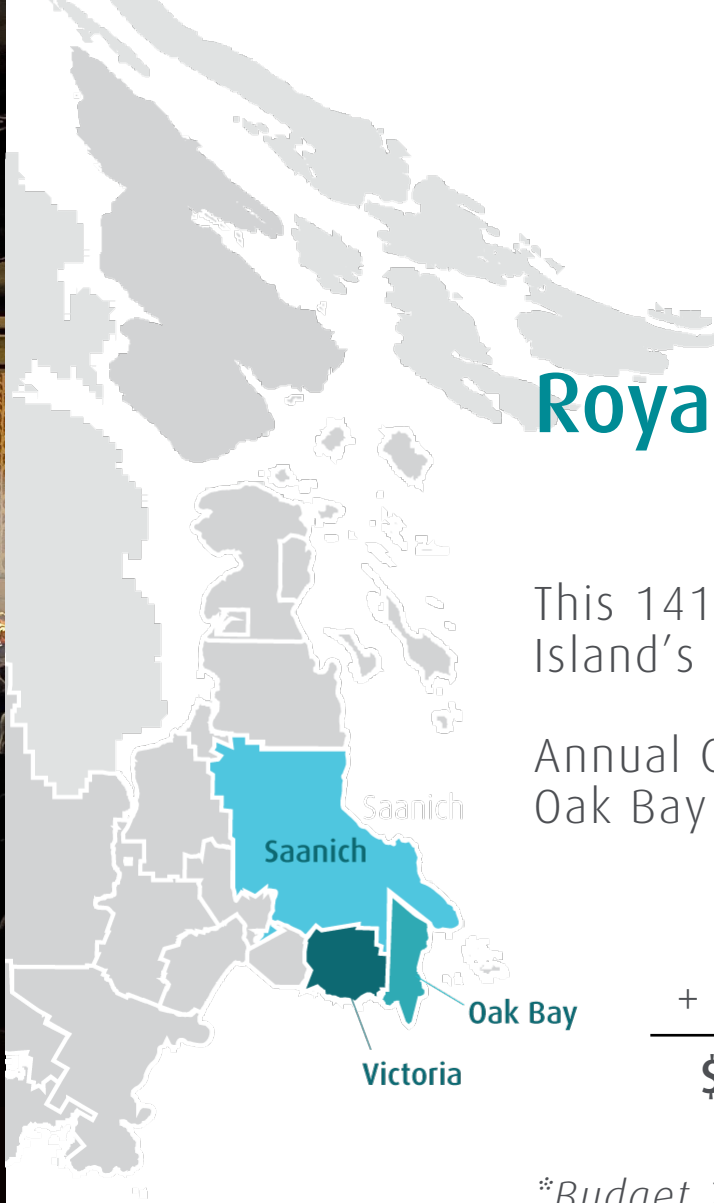 Roya
This 141
Island's
Annual
Oak Bay
Saanich
Saanich
+
Oak Bay
$
Victoria
*Budget